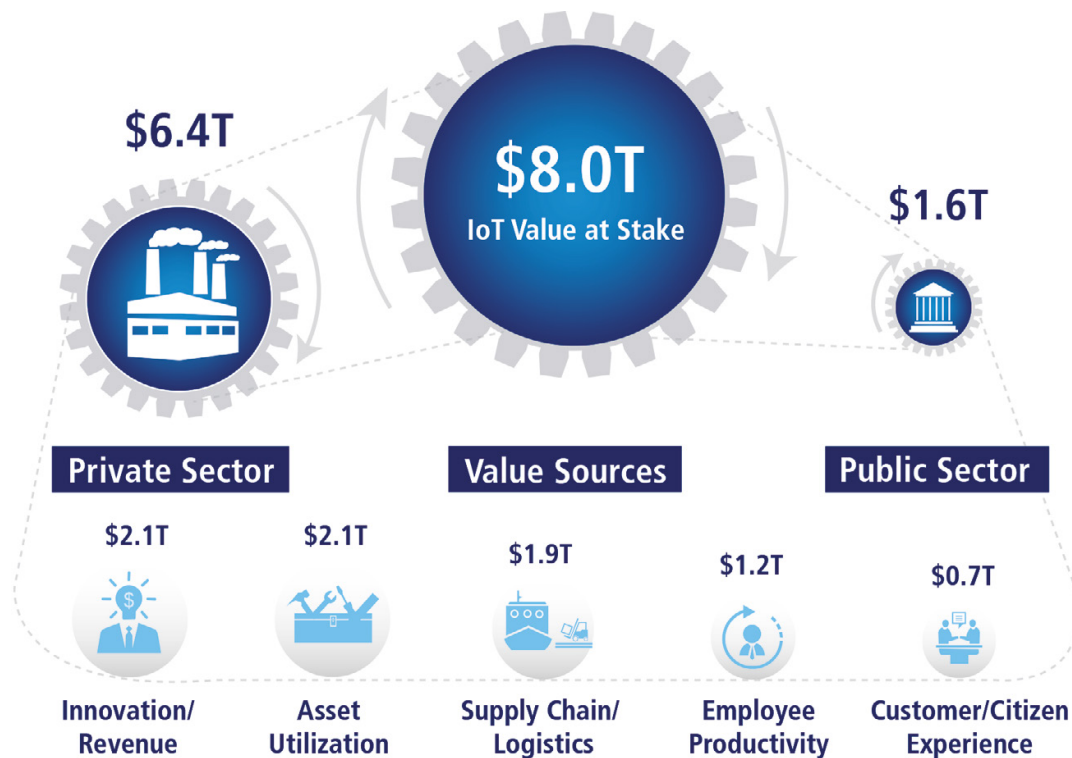 $6.4T
$8.0T
IoT Value at Stake
$1.6T
$
Private Sector
Value Sources
Public Sector
$2.1T
$2.1T
$1.9T
$1.2T
$0.7T
Innovation/
Revenue
Asset
Utilization
Supply Chain/
Logistics
Employee
Productivity
Customer/Citizen
Experience